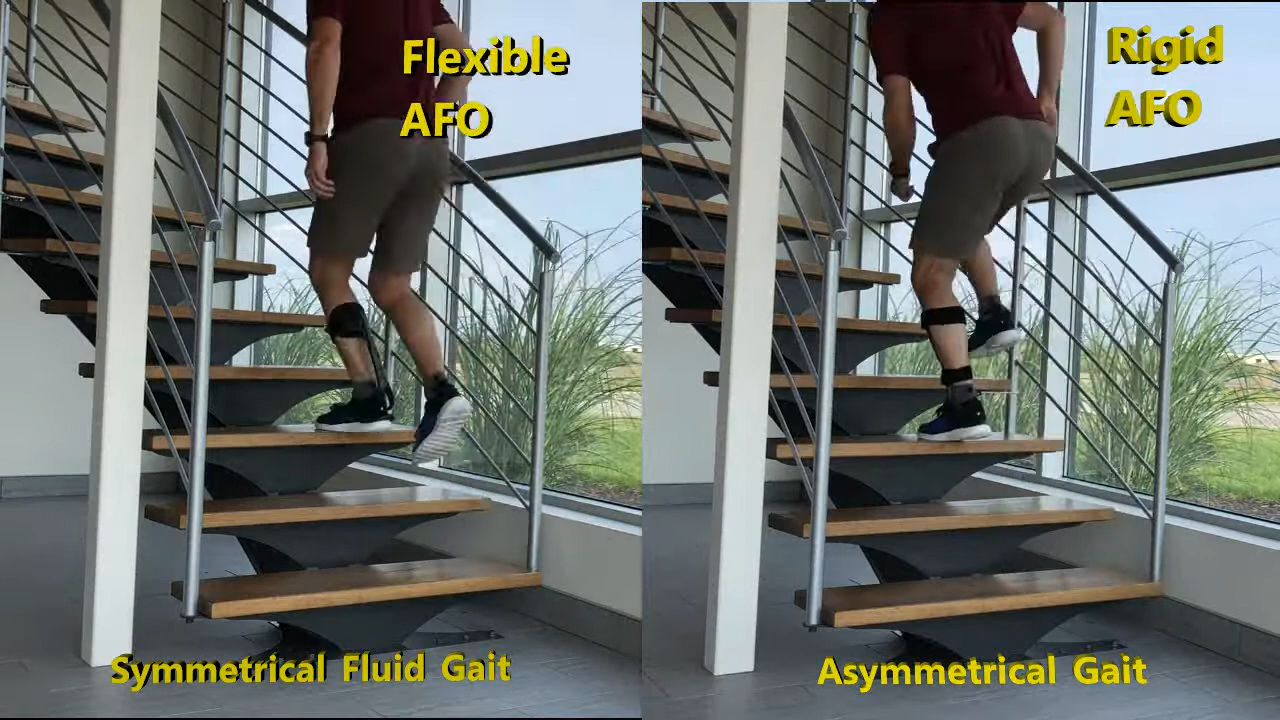 Flexible
AFO
Symmetrical Fluid Gait
Rigid
AFO
Asymmetrical Gait